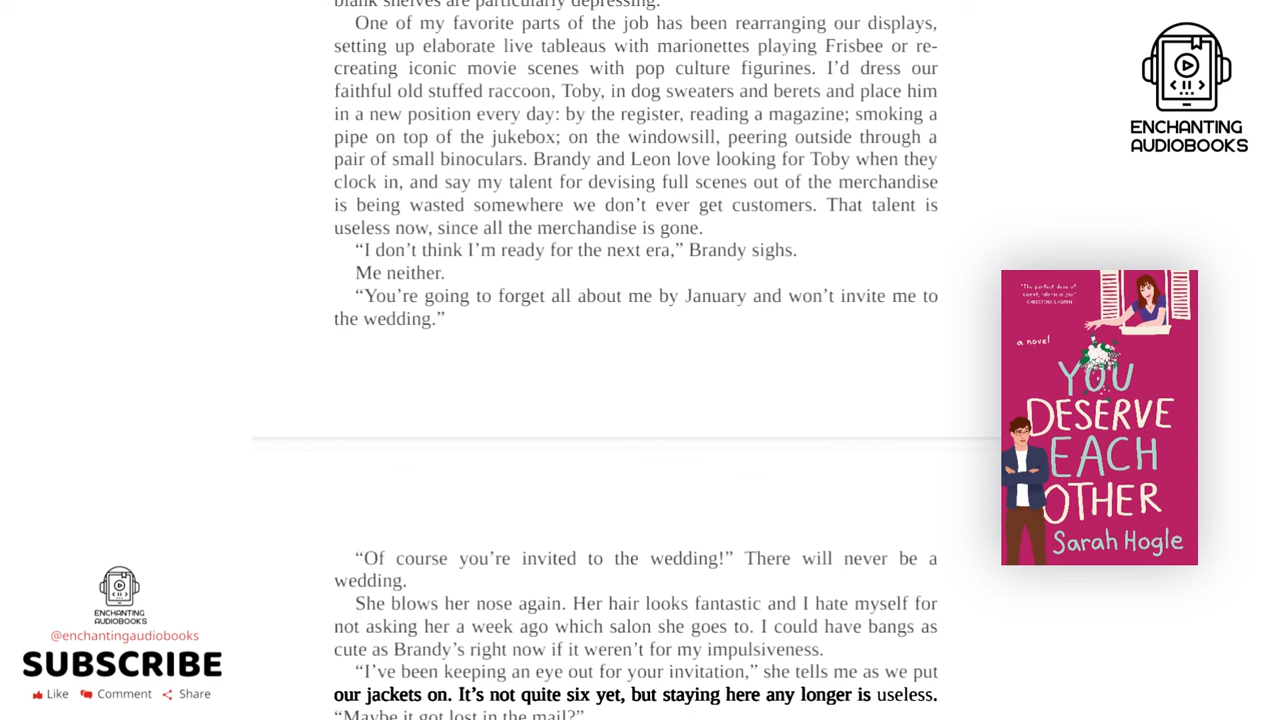 blank shelves are particularly depressing.
One of my favorite parts of the job has been rearranging our displays,
setting up elaborate live tableaus with marionettes playing Frisbee or re-
creating iconic movie scenes with pop culture figurines. I’d dress our
faithful old stuffed raccoon, Toby, in dog sweaters and berets and place him
in a new position every day: by the register, reading a magazine; smoking a
pipe on top of the jukebox; on the windowsill, peering outside through a
pair of small binoculars. Brandy and Leon love looking for Toby when they
clock in, and say my talent for devising full scenes out of the merchandise
is being wasted somewhere we don’t ever get customers. That talent is
useless now, since all the merchandise is gone.
“I don’t think I’m ready for the next era,” Brandy sighs.
Me neither.
“You’re going to forget all about me by January and won’t invite me to
the wedding.”
“Of course you’re invited to the wedding!” There will never be a
wedding.
She blows her nose again. Her hair looks fantastic and I hate myself for
not asking her a week ago which salon she goes to. I could have bangs as
cute as Brandy’s right now if it weren’t for my impulsiveness.
“I’ve been keeping an eye out for your invitation,” she tells me as we put
our jackets on. It’s not quite six yet, but staying here any longer is useless.
“Maybe it got lost in the mail?”
ENCHANTING
AUDIOBOOKS
a novel
YOU
DESERVE
EACH
OTHER
Sarah Hogle
ENCHANTING
AUDIOBOOKS
@enchantingaudiobooks
SUBSCRIBE
Like Comment Share